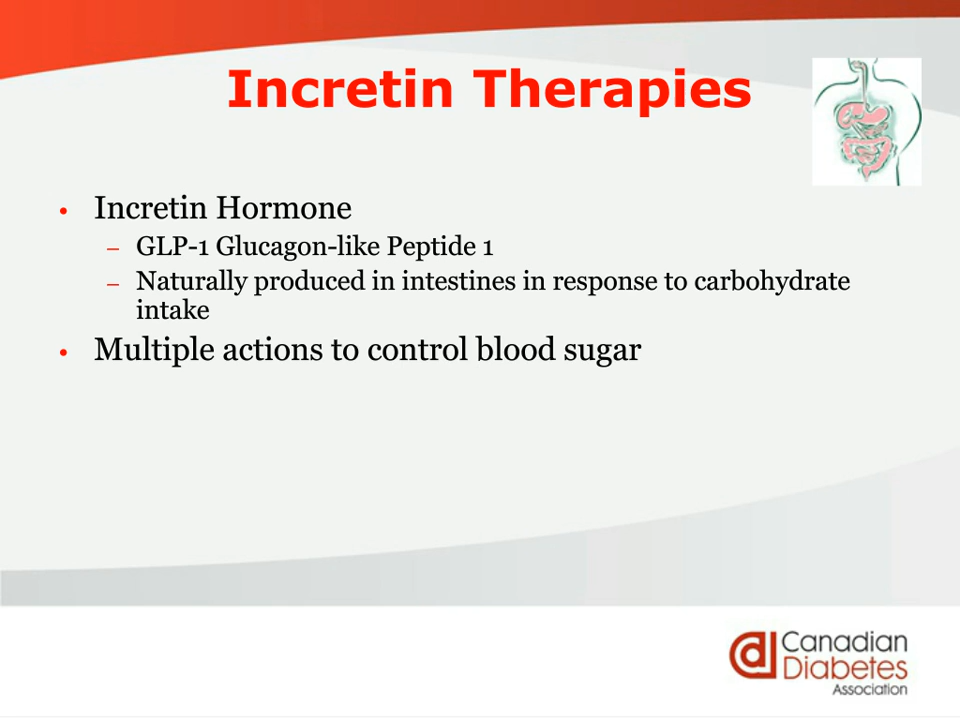 Incretin Therapies
• Incretin Hormone
– GLP-1 Glucagon-like Peptide 1
– Naturally produced in intestines in response to carbohydrate
intake
• Multiple actions to control blood sugar
Canadian
Diabetes
Association